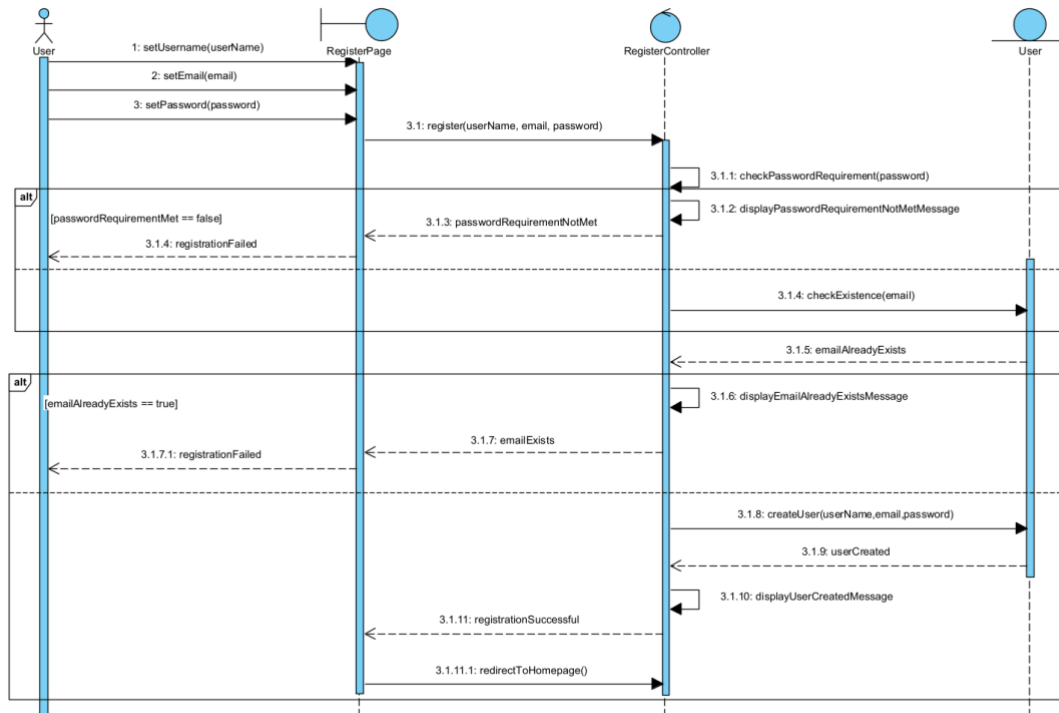 User
RegisterPage
RegisterController
User
1: setUsername(userName)
2: setEmail(email)
3: setPassword(password)
3.1: register(userName, email, password)
3.1.1: checkPasswordRequirement(password)
alt
3.1.2: displayPasswordRequirementNotMetMessage
[passwordRequirementMet == false]
3.1.3: passwordRequirementNotMet
3.1.4: registrationFailed
3.1.4: checkExistence(email)
3.1.5: emailAlreadyExists
alt
[emailAlreadyExists == true]
3.1.6: displayEmailAlreadyExistsMessage
3.1.7: emailExists
3.1.7.1: registrationFailed
3.1.8: createUser(userName,email,password)
3.1.9: userCreated
3.1.10: displayUserCreatedMessage
3.1.11: registrationSuccessful
3.1.11.1: redirectToHomepage()